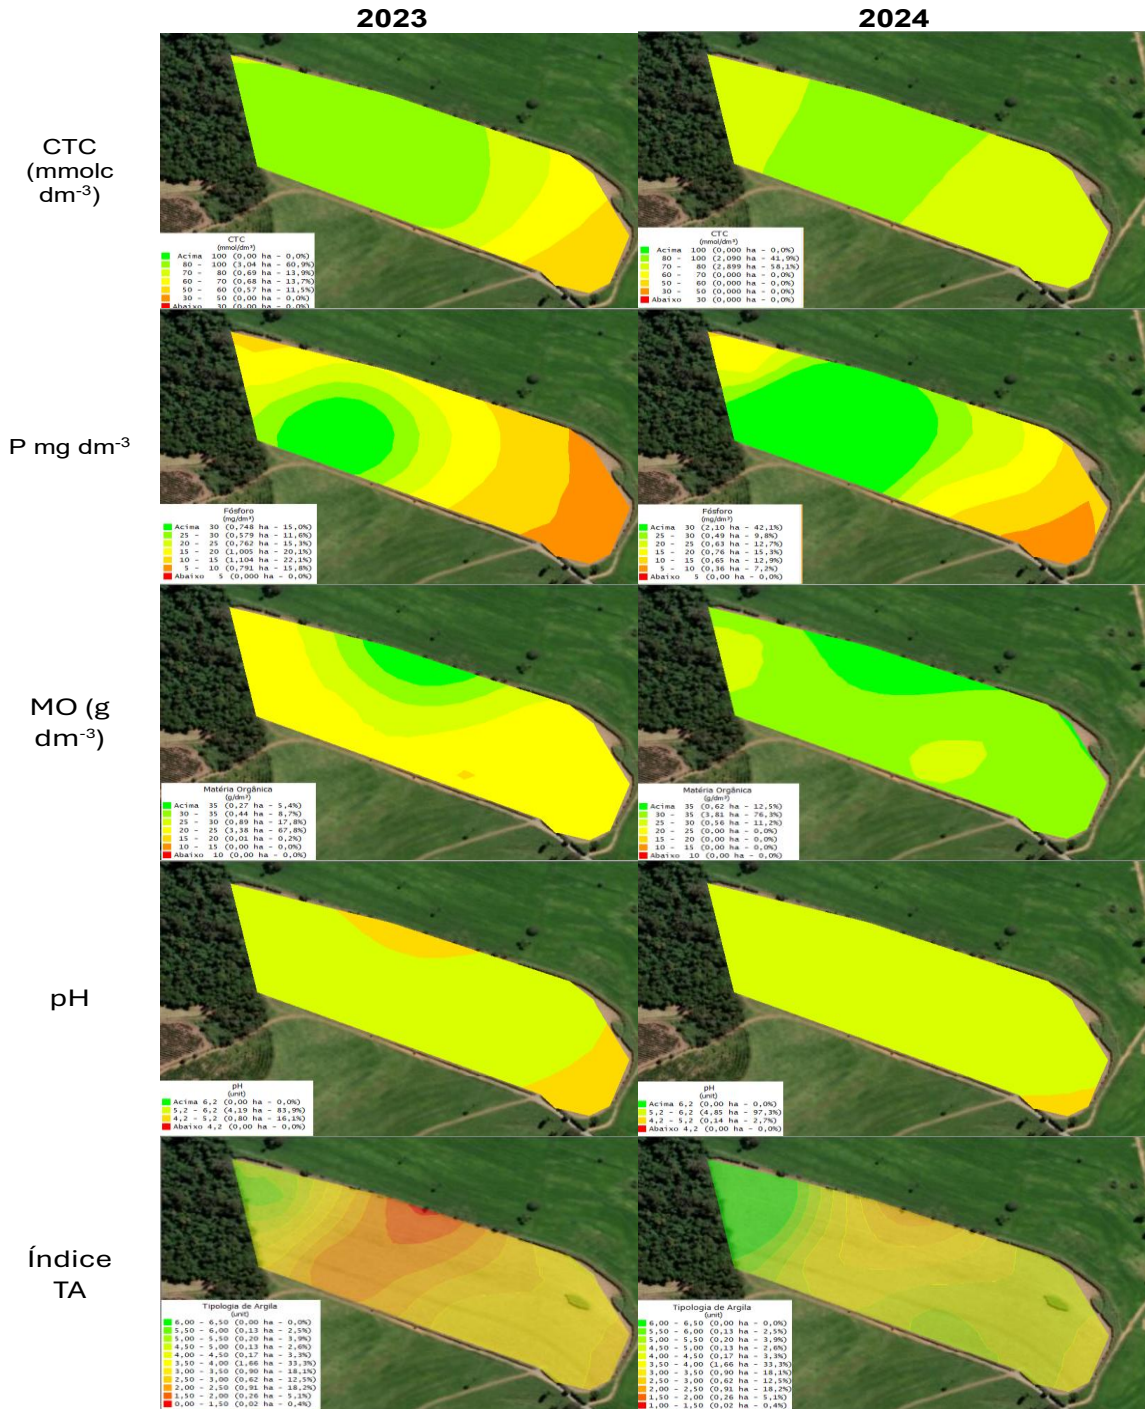 2023
2024
CTC
(mmolc
dm-3)
CTC
(mmol/dm³)
Acima 100 (0,00 ha - 0,0%)
80 - 100 (3,04 ha - 60,9%)
70 - 80 (0,69 ha - 13,9%)
60 - 70 (0,68 ha - 13,7%)
50 - 60 (0,57 ha - 11,5%)
30 - 50 (0,00 ha - 0,0%)
Abaixo 30 (0,00 ha - 0,0%)
CTC
(mmol/dm³)
Acima 100 (0,000 ha - 0,0%)
80 - 100 (2,090 ha - 41,9%)
70 - 80 (2,899 ha - 58,1%)
60 - 70 (0,000 ha - 0,0%)
50 - 60 (0,000 ha - 0,0%)
30 - 50 (0,000 ha - 0,0%)
Abaixo 30 (0,000 ha - 0,0%)
P mg dm-3
Fósforo
(mg/dm³)
Acima 30 (0,748 ha - 15,0%)
25 - 30 (0,579 ha - 11,6%)
20 - 25 (0,762 ha - 15,3%)
15 - 20 (1,005 ha - 20,1%)
10 - 15 (1,104 ha - 22,1%)
5 - 10 (0,791 ha - 15,8%)
Abaixo 5 (0,000 ha - 0,0%)
Fósforo
(mg/dm³)
Acima 30 (2,10 ha - 42,1%)
25 - 30 (0,49 ha - 9,8%)
20 - 25 (0,63 ha - 12,7%)
15 - 20 (0,76 ha - 15,3%)
10 - 15 (0,65 ha - 12,9%)
5 - 10 (0,36 ha - 7,2%)
Abaixo 5 (0,00 ha - 0,0%)
MO (g
dm-3)
Matéria Orgânica
(g/dm³)
Acima 35 (0,27 ha - 5,4%)
30 - 35 (0,44 ha - 8,7%)
25 - 30 (0,89 ha - 17,8%)
20 - 25 (3,38 ha - 67,8%)
15 - 20 (0,01 ha - 0,2%)
10 - 15 (0,00 ha - 0,0%)
Abaixo 10 (0,00 ha - 0,0%)
Matéria Orgânica
(g/dm³)
Acima 35 (0,62 ha - 12,5%)
30 - 35 (3,81 ha - 76,3%)
25 - 30 (0,56 ha - 11,2%)
20 - 25 (0,00 ha - 0,0%)
15 - 20 (0,00 ha - 0,0%)
10 - 15 (0,00 ha - 0,0%)
Abaixo 10 (0,00 ha - 0,0%)
pH
pH
(unit)
Acima 6,2 (0,00 ha - 0,0%)
5,2 - 6,2 (4,19 ha - 83,9%)
4,2 - 5,2 (0,80 ha - 16,1%)
Abaixo 4,2 (0,00 ha - 0,0%)
pH
(unit)
Acima 6,2 (0,00 ha - 0,0%)
5,2 - 6,2 (4,85 ha - 97,3%)
4,2 - 5,2 (0,14 ha - 2,7%)
Abaixo 4,2 (0,00 ha - 0,0%)
Índice
TA
Tipologia de Argila
(unit)
6,00 - 6,50 (0,00 ha - 0,0%)
5,50 - 6,00 (0,13 ha - 2,5%)
5,00 - 5,50 (0,20 ha - 3,9%)
4,50 - 5,00 (0,13 ha - 2,6%)
4,00 - 4,50 (0,17 ha - 3,3%)
3,50 - 4,00 (1,66 ha - 33,3%)
3,00 - 3,50 (0,90 ha - 18,1%)
2,50 - 3,00 (0,62 ha - 12,5%)
2,00 - 2,50 (0,91 ha - 18,2%)
1,50 - 2,00 (0,26 ha - 5,1%)
0,00 - 1,50 (0,02 ha - 0,4%)
Tipologia de Argila
(unit)
6,00 - 6,50 (0,00 ha - 0,0%)
5,50 - 6,00 (0,13 ha - 2,5%)
5,00 - 5,50 (0,20 ha - 3,9%)
4,50 - 5,00 (0,13 ha - 2,6%)
4,00 - 4,50 (0,17 ha - 3,3%)
3,50 - 4,00 (1,66 ha - 33,3%)
3,00 - 3,50 (0,90 ha - 18,1%)
2,50 - 3,00 (0,62 ha - 12,5%)
2,00 - 2,50 (0,91 ha - 18,2%)
1,50 - 2,00 (0,26 ha - 5,1%)
1,00 - 1,50 (0,02 ha - 0,4%)